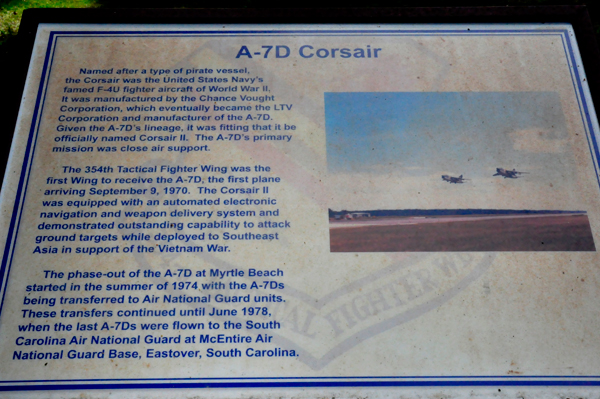 A-7D Corsair
Named after a type of pirate vessel,
the Corsair was the United States Navy's
famed F-4U fighter aircraft of World War II,
It was manufactured by the Chance Vought
Corporation, which eventually became the LTV
Corporation and manufacturer of the A-7D.
Given the A-7D's lineage, it was fitting that it be
officially named Corsair II. The A-7D's primary
mission was close air support.
The 354th Tactical Fighter Wing was the
first Wing to receive the A-7D, the first plane
arriving September 9, 1970. The Corsair II
was equipped with an automated electronic
navigation and weapon delivery system and
demonstrated outstanding capability to attack
ground targets while deployed to Southeast
Asia in support of the Vietnam War.
The phase-out of the A-7D at Myrtle Beach
started in the summer of 1974 with the A-7Ds
being transferred to Air National Guard units.
These transfers continued until June 1978,
when the last A-7Ds were flown to the South
Carolina Air National Guard at McEntire Air
National Guard Base, Eastover, South Carolina.
FIGHTER